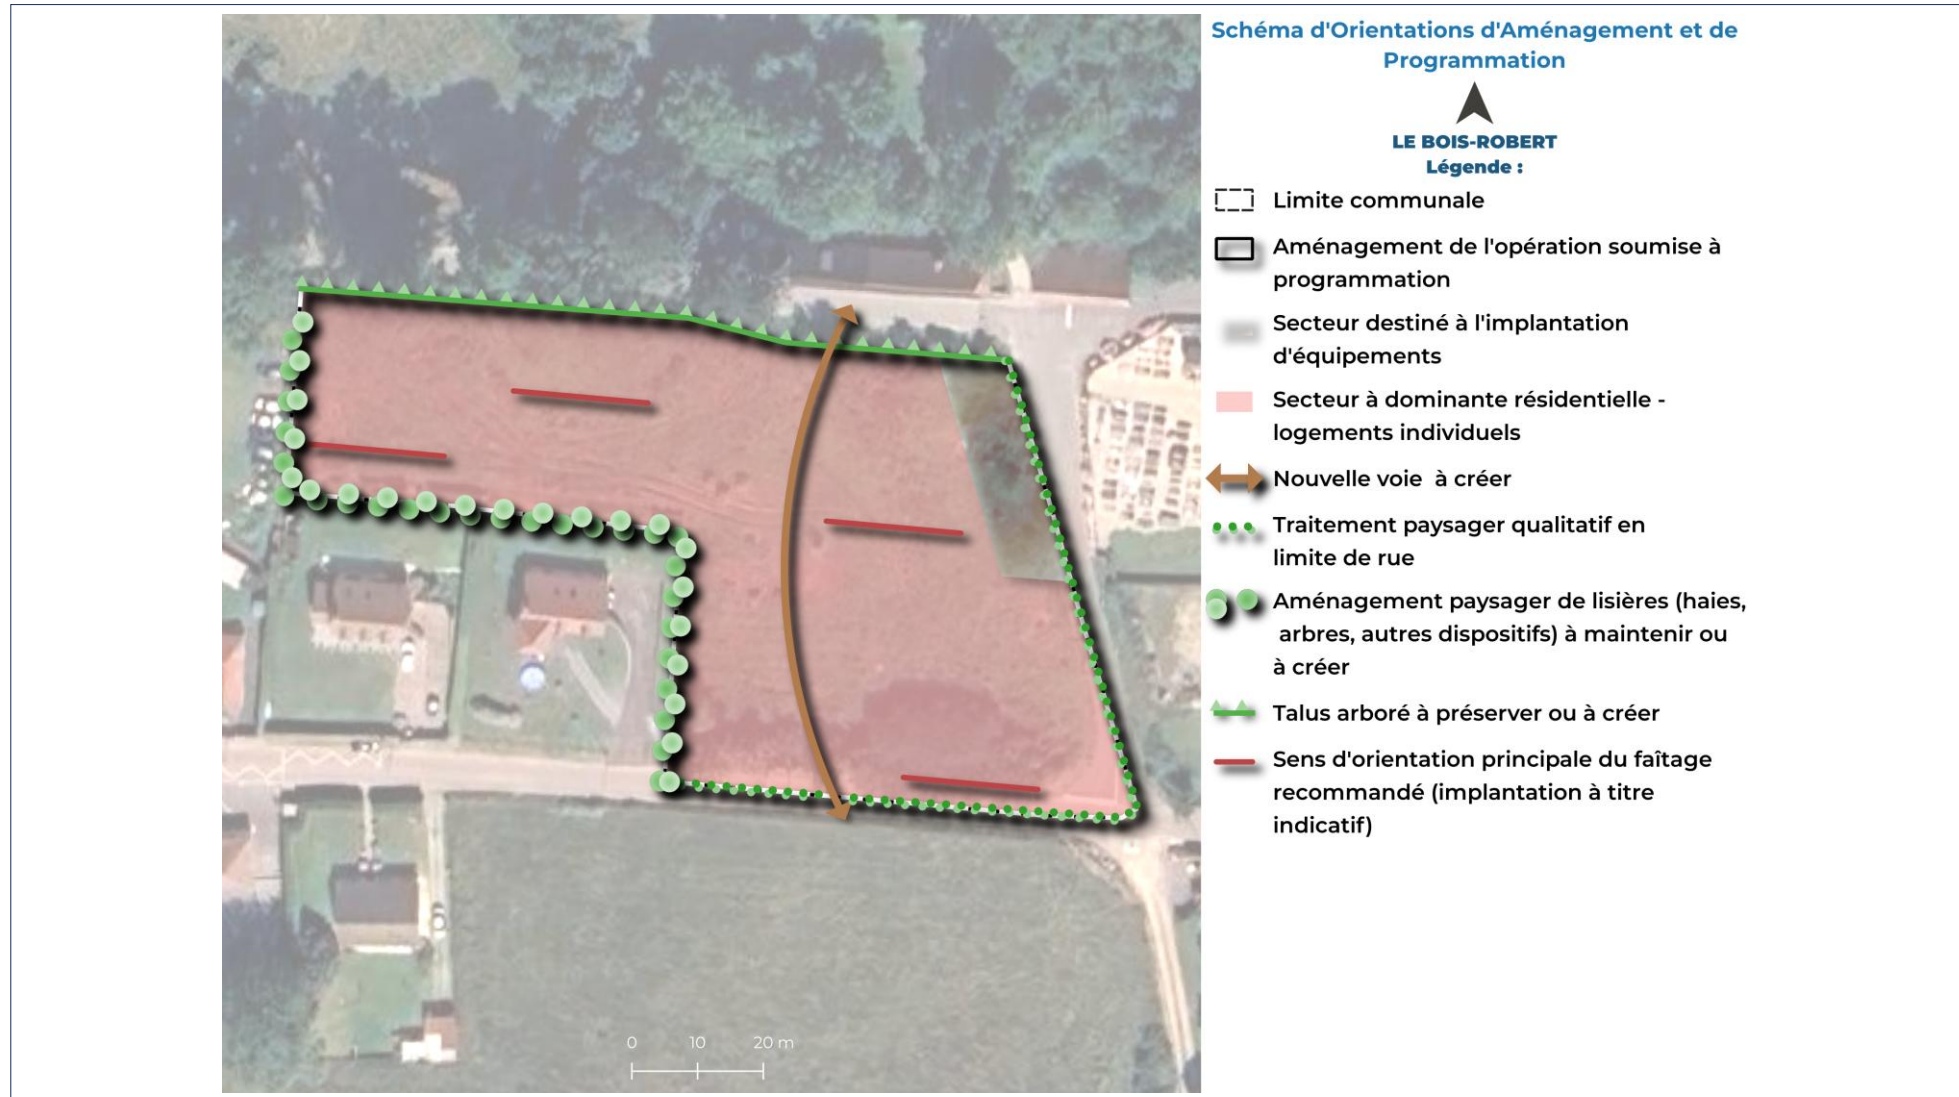 Schéma d'Orientations d'Aménagement et de
Programmation
LE BOIS-ROBERT
Légende :
Limite communale
Aménagement de l'opération soumise à
programmation
Secteur destiné à l'implantation
d'équipements
Secteur à dominante résidentielle -
logements individuels
Nouvelle voie à créer
Traitement paysager qualitatif en
limite de rue
Aménagement paysager de lisières (haies,
arbres, autres dispositifs) à maintenir ou
à créer
Talus arboré à préserver ou à créer
Sens d'orientation principale du faîtage
recommandé (implantation à titre
indicatif)
0 10 20 m